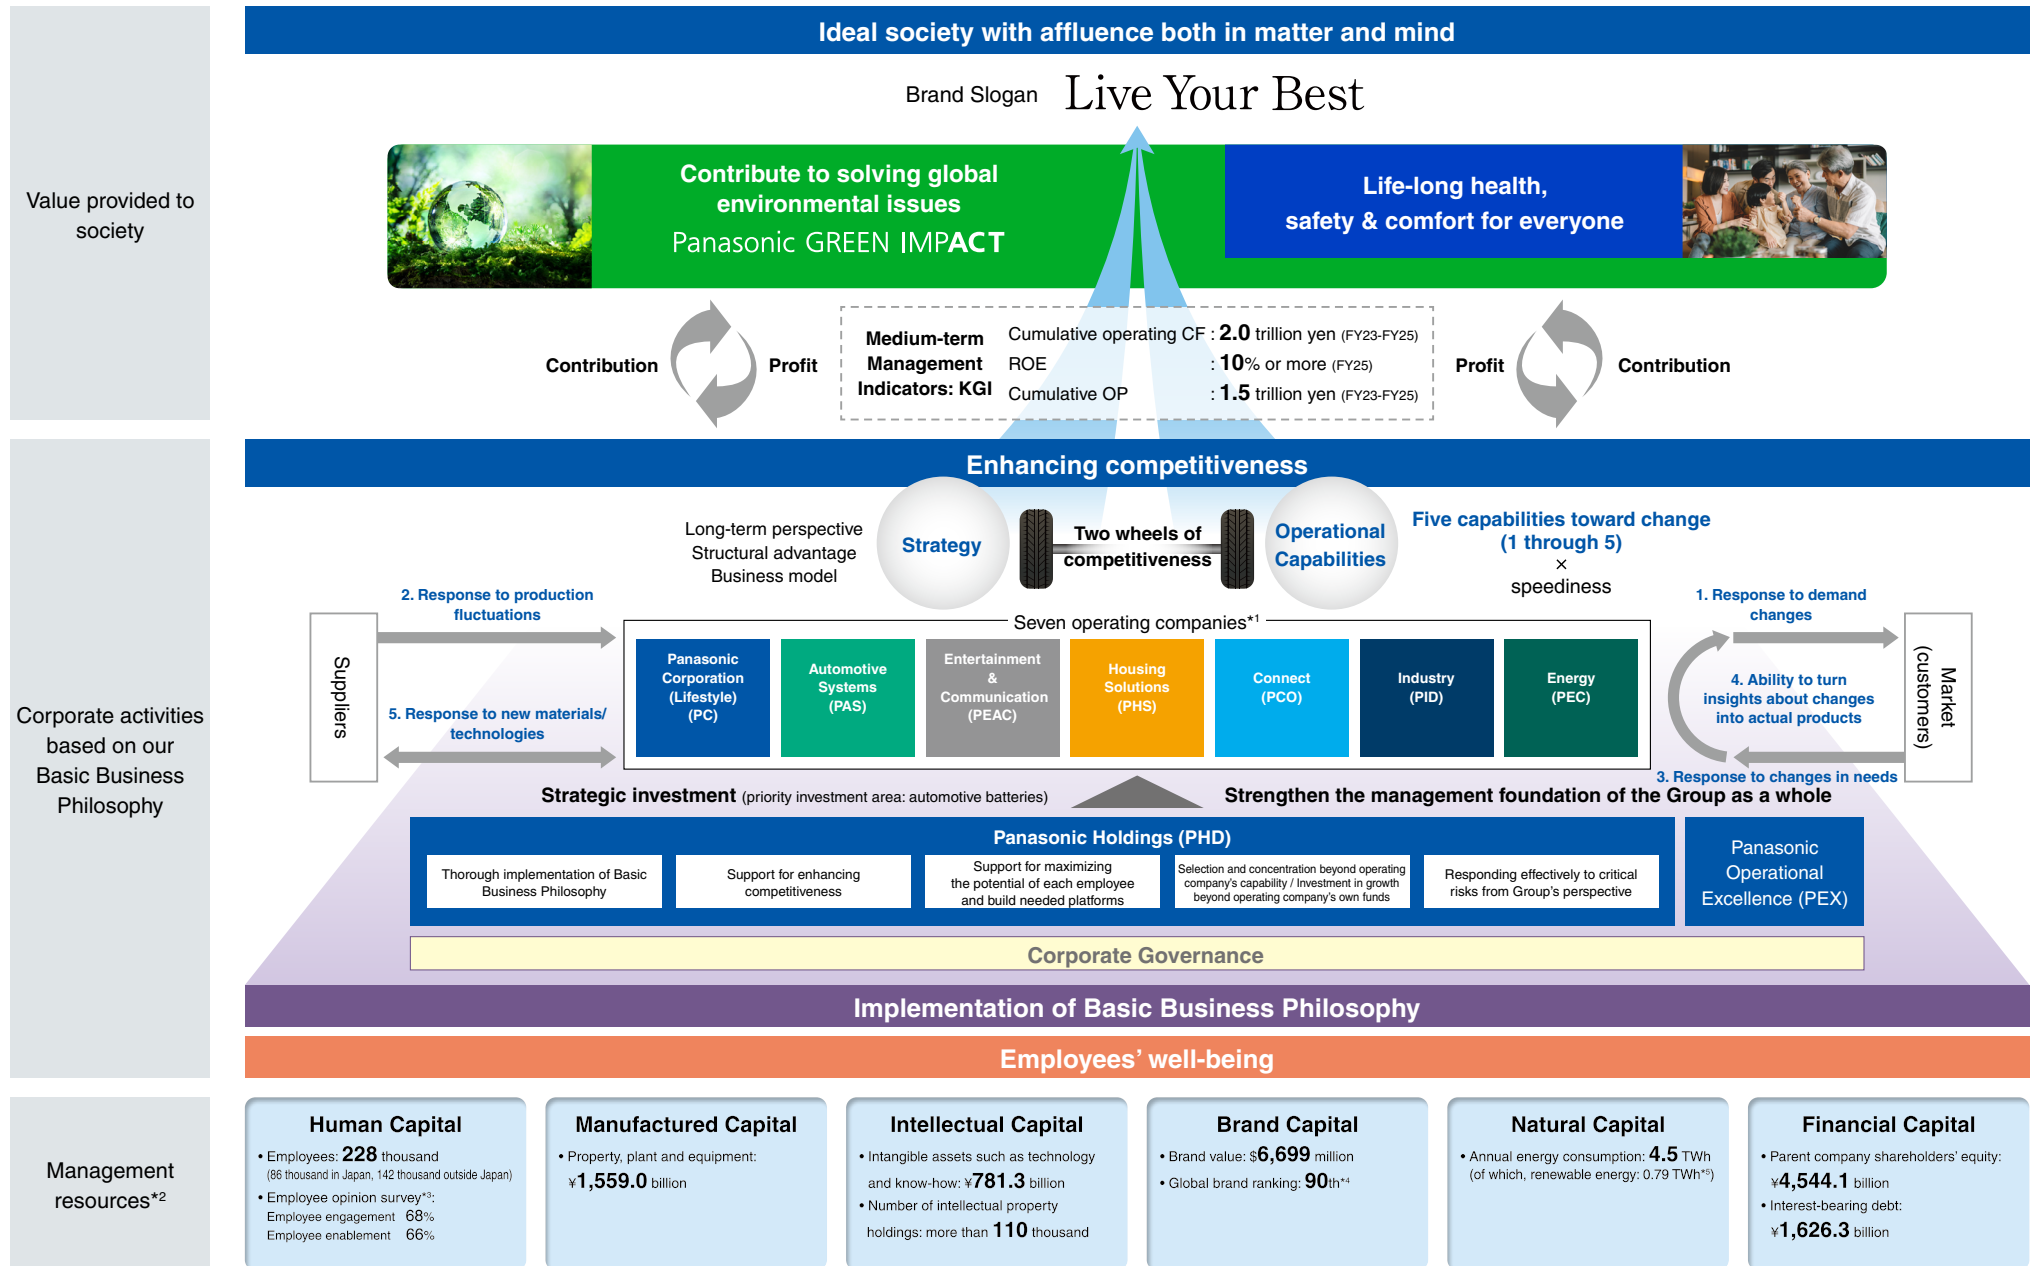 Ideal society with affluence both in matter and mind
Brand Slogan Live Your Best
Value provided to
society
Contribute to solving global
environmental issues
Panasonic GREEN IMPACT
Life-long health,
safety & comfort for everyone
Contribution
Profit
Medium-term
Management
Indicators: KGI
Cumulative operating CF : 2.0 trillion yen (FY23-FY25)
ROE : 10% or more (FY25)
Cumulative OP : 1.5 trillion yen (FY23-FY25)
Profit
Contribution
Corporate activities
based on our
Basic Business
Philosophy
Enhancing competitiveness
Long-term perspective
Structural advantage
Business model
Strategy
Two wheels of
competitiveness
Operational
Capabilities
Five capabilities toward change
(1 through 5)
×
speediness
2. Response to production
fluctuations
Suppliers
5. Response to new materials/
technologies
Seven operating companies*1
Panasonic
Corporation
(Lifestyle)
(PC)
Automotive
Systems
(PAS)
Entertainment
&
Communication
(PEAC)
Housing
Solutions
(PHS)
Connect
(PCO)
Industry
(PID)
Energy
(PEC)
1. Response to demand
changes
4. Ability to turn
insights about changes
into actual products
3. Response to changes in needs
Market
(customers)
Strategic investment (priority investment area: automotive batteries)
Strengthen the management foundation of the Group as a whole
Panasonic Holdings (PHD)
Thorough implementation of Basic
Business Philosophy
Support for enhancing
competitiveness
Support for maximizing
the potential of each employee
and build needed platforms
Selection and concentration beyond operating
company's capability / Investment in growth
beyond operating company's own funds
Responding effectively to critical
risks from Group's perspective
Panasonic
Operational
Excellence (PEX)
Corporate Governance
Implementation of Basic Business Philosophy
Employees' well-being
Management
resources*2
Human Capital
• Employees: 228 thousand
(86 thousand in Japan, 142 thousand outside Japan)
• Employee opinion survey*3:
Employee engagement 68%
Employee enablement 66%
Manufactured Capital
• Property, plant and equipment:
¥1,559.0 billion
Intellectual Capital
• Intangible assets such as technology
and know-how: ¥781.3 billion
• Number of intellectual property
holdings: more than 110 thousand
Brand Capital
• Brand value: $6,699 million
• Global brand ranking: 90th*4
Natural Capital
• Annual energy consumption: 4.5 TWh
(of which, renewable energy: 0.79 TWh*5)
Financial Capital
• Parent company shareholders' equity:
¥4,544.1 billion
• Interest-bearing debt:
¥1,626.3 billion